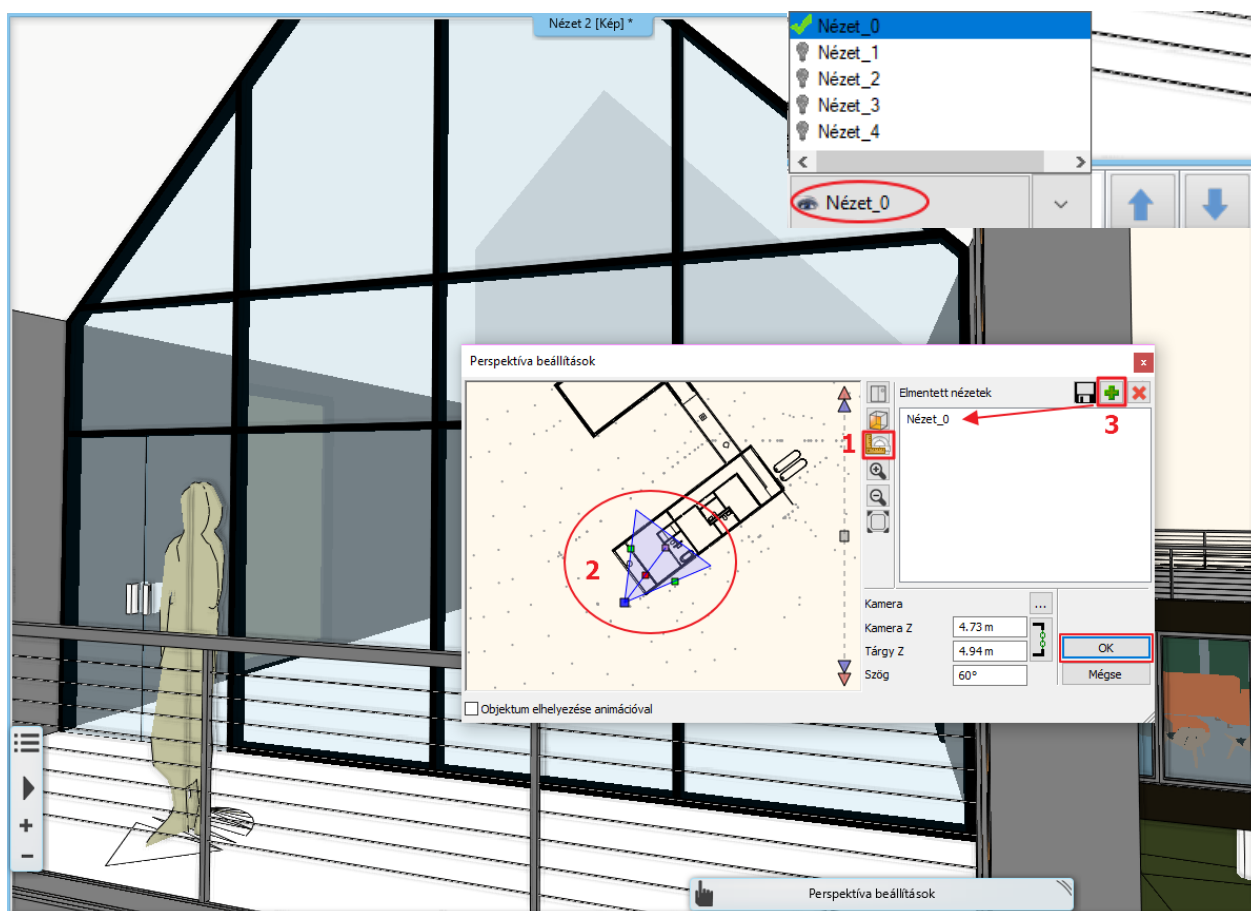 Nézet 2 [Kép] *
Nézet_0
Nézet_1
Nézet_2
Nézet_3
Nézet_4
Nézet_0
Perspektíva beállítások
x
Elmentett nézetek
Nézet_0
1
3
2
Kamera
...
Kamera Z
4.73 m
Tárgy Z
4.94 m
OK
Szög
60°
Mégse
Objektum elhelyezése animációval
Perspektíva beállítások